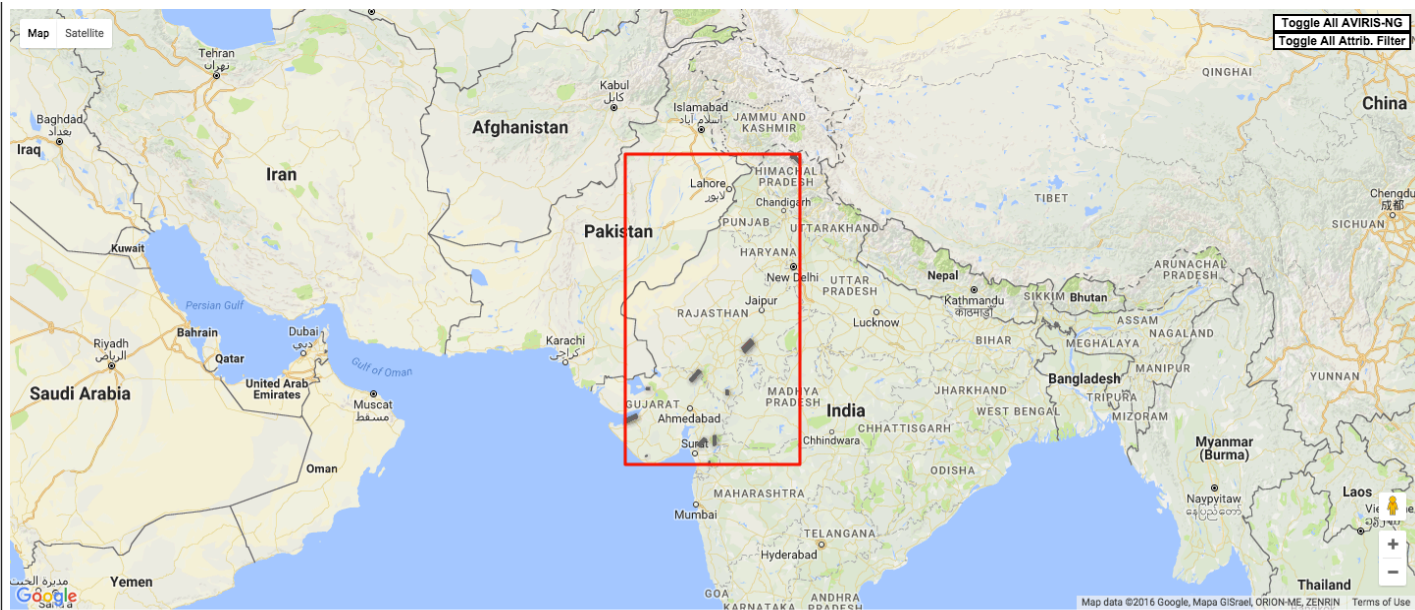 Map
Satellite
Toggle All AVIRIS-NG
Toggle All Attrib. Filter
Tehran
تهران
Kabul
کابل
QINGHAI
Islamabad
اسلام آباد
China
Baghdad
بغداد
Iraq
Afghanistan
JAMMU AND
KASHMIR
Iran
HIMACHAL
PRADESH
Lahore
لاہور
TIBET
Chengdu
成都
SICHUAN
Chandigarh
PUNJAB
UTTARAKHAND
Pakistan
Kuwait
HARYANA
New Delhi
ARUNACHAL
PRADESH
Nepal
Kathmandu
काठमाडौं
UTTAR
PRADESH
SIKKIM
Bhutan
Persian Gulf
Jaipur
RAJASTHAN
Lucknow
ASSAM
NAGALAND
Bahrain
Dubai
دبي
Karachi
کراچی
BIHAR
MEGHALAYA
Riyadh
الرياض
Qatar
Gulf of Oman
MANIPUR
YUNNAN
Saudi Arabia
United Arab
Emirates
Muscat
مسقط
GUJARAT
Ahmedabad
MADHYA
PRADESH
India
JHARKHAND
Bangladesh
TRIPURA
MIZORAM
WEST BENGAL
CHHATTISGARH
Surat
Chhindwara
Myanmar
(Burma)
Oman
ODISHA
MAHARASHTRA
Naypyitaw
Laos
Mumbai
TELANGANA
Hyderabad
Yemen
Thailand
GOA
KARNATAKA
ANDHRA
PRADESH
Google
Map data ©2016 Google, Mapa GISrael, ORION-ME, ZENRIN
Terms of Use